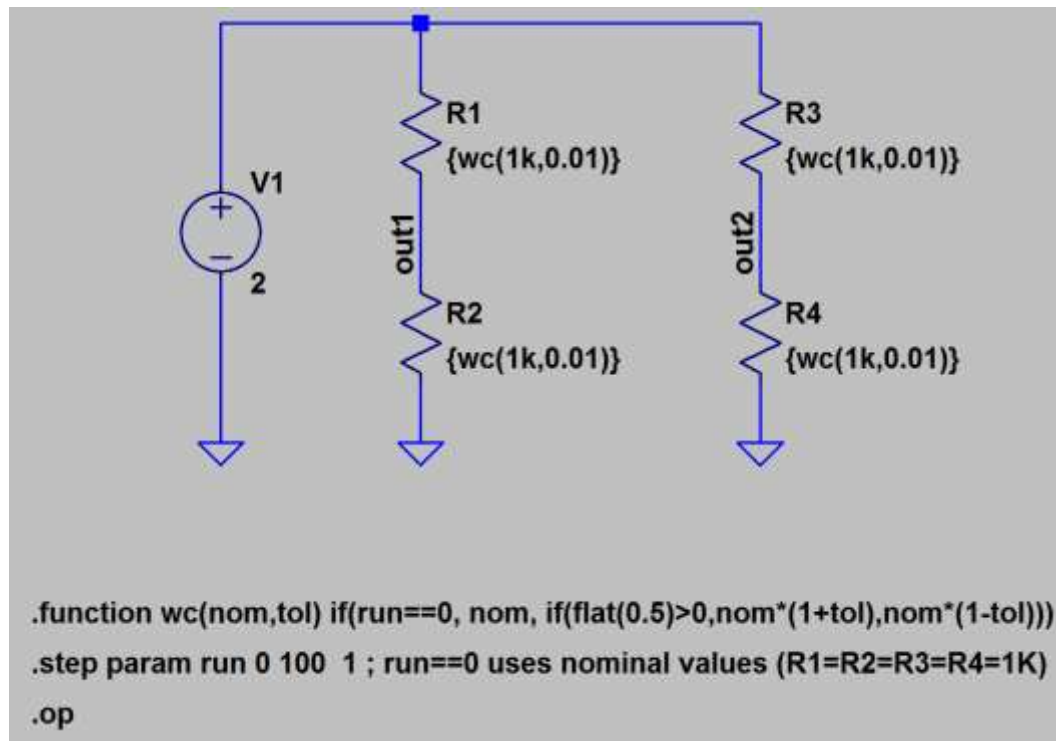 R1
{wc(1k,0.01)}
R3
{wc(1k,0.01)}
V1
+
−
2
out1
out2
R2
{wc(1k,0.01)}
R4
{wc(1k,0.01)}
.function wc(nom,tol) if(run==0, nom, if(flat(0.5)>0,nom*(1+tol),nom*(1-tol)))
.step param run 0 100  1 ; run==0 uses nominal values (R1=R2=R3=R4=1K)
.op